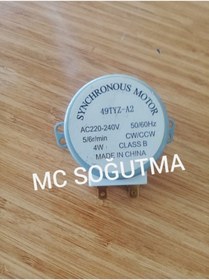 SYNCHRONOUS MOTOR
49TYZ-A2
AC220-240V 50/60Hz
5/6r/min CW/CCW
4W CLASS B
MADE IN CHINA
MC SOGUTMA